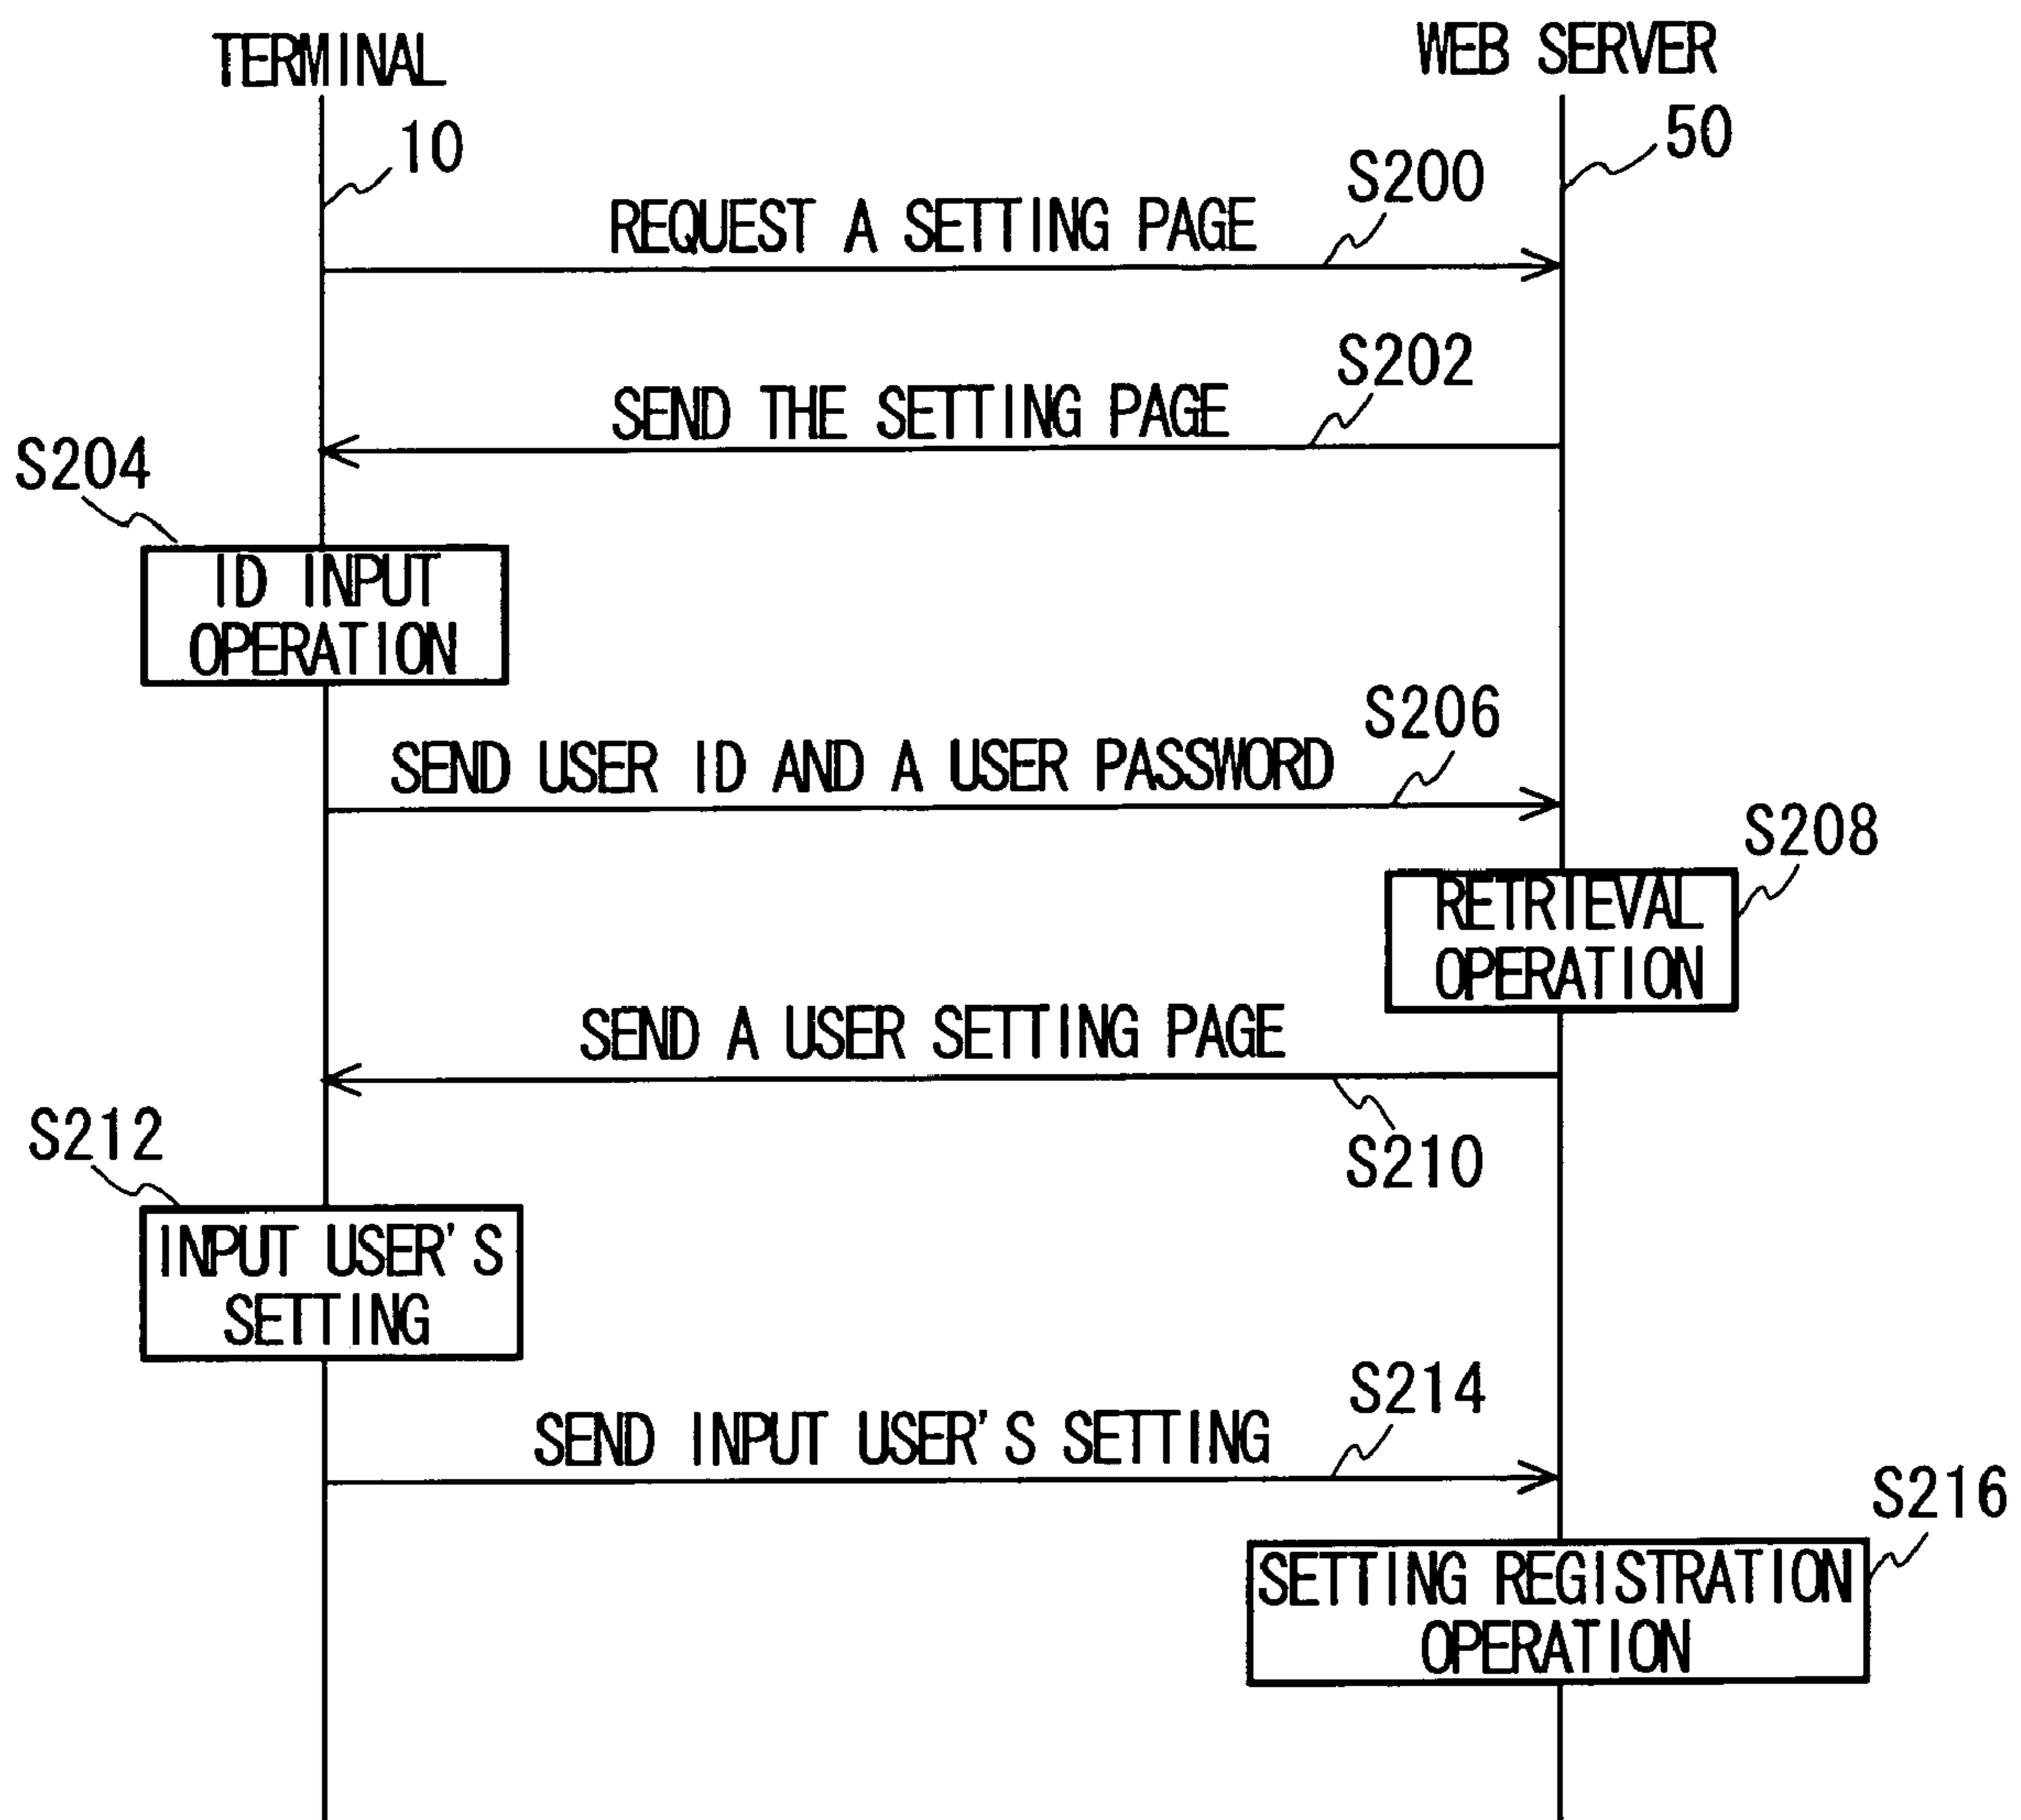 TERMINAL
WEB SERVER
10
50
S200
REQUEST A SETTING PAGE
S202
SEND THE SETTING PAGE
S204
ID INPUT
OPERATION
S206
SEND USER ID AND A USER PASSWORD
S208
RETRIEVAL
OPERATION
SEND A USER SETTING PAGE
S210
S212
INPUT USER'S
SETTING
S214
SEND INPUT USER'S SETTING
S216
SETTING REGISTRATION
OPERATION